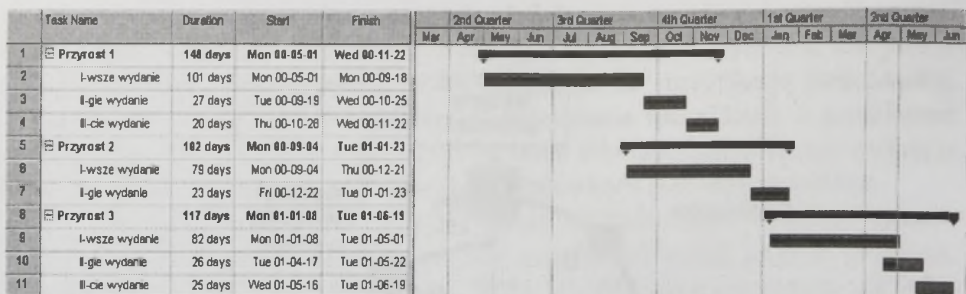 Task Name Duration Start Finish 2nd Quarter 3rd Quarter 4th Quarter 1st Quarter 2nd Quarter
Mar Apr May Jun Jul Aug Sep Oct Nov Dec Jan Feb Mar Apr May Jun
1 Przyrost 1 148 days Mon 00-05-01 Wed 00-11-22
2 I-wsze wydanie 101 days Mon 00-05-01 Mon 00-09-18
3 II-gie wydanie 27 days Tue 00-09-19 Wed 00-10-25
4 III-cie wydanie 20 days Thu 00-10-26 Wed 00-11-22
5 Przyrost 2 102 days Mon 00-09-04 Tue 01-01-23
6 I-wsze wydanie 79 days Mon 00-09-04 Thu 00-12-21
7 II-gie wydanie 23 days Fri 00-12-22 Tue 01-01-23
8 Przyrost 3 117 days Mon 01-01-08 Tue 01-06-19
9 I-wsze wydanie 82 days Mon 01-01-08 Tue 01-05-01
10 II-gie wydanie 26 days Tue 01-04-17 Tue 01-05-22
11 III-cie wydanie 25 days Wed 01-05-16 Tue 01-06-19